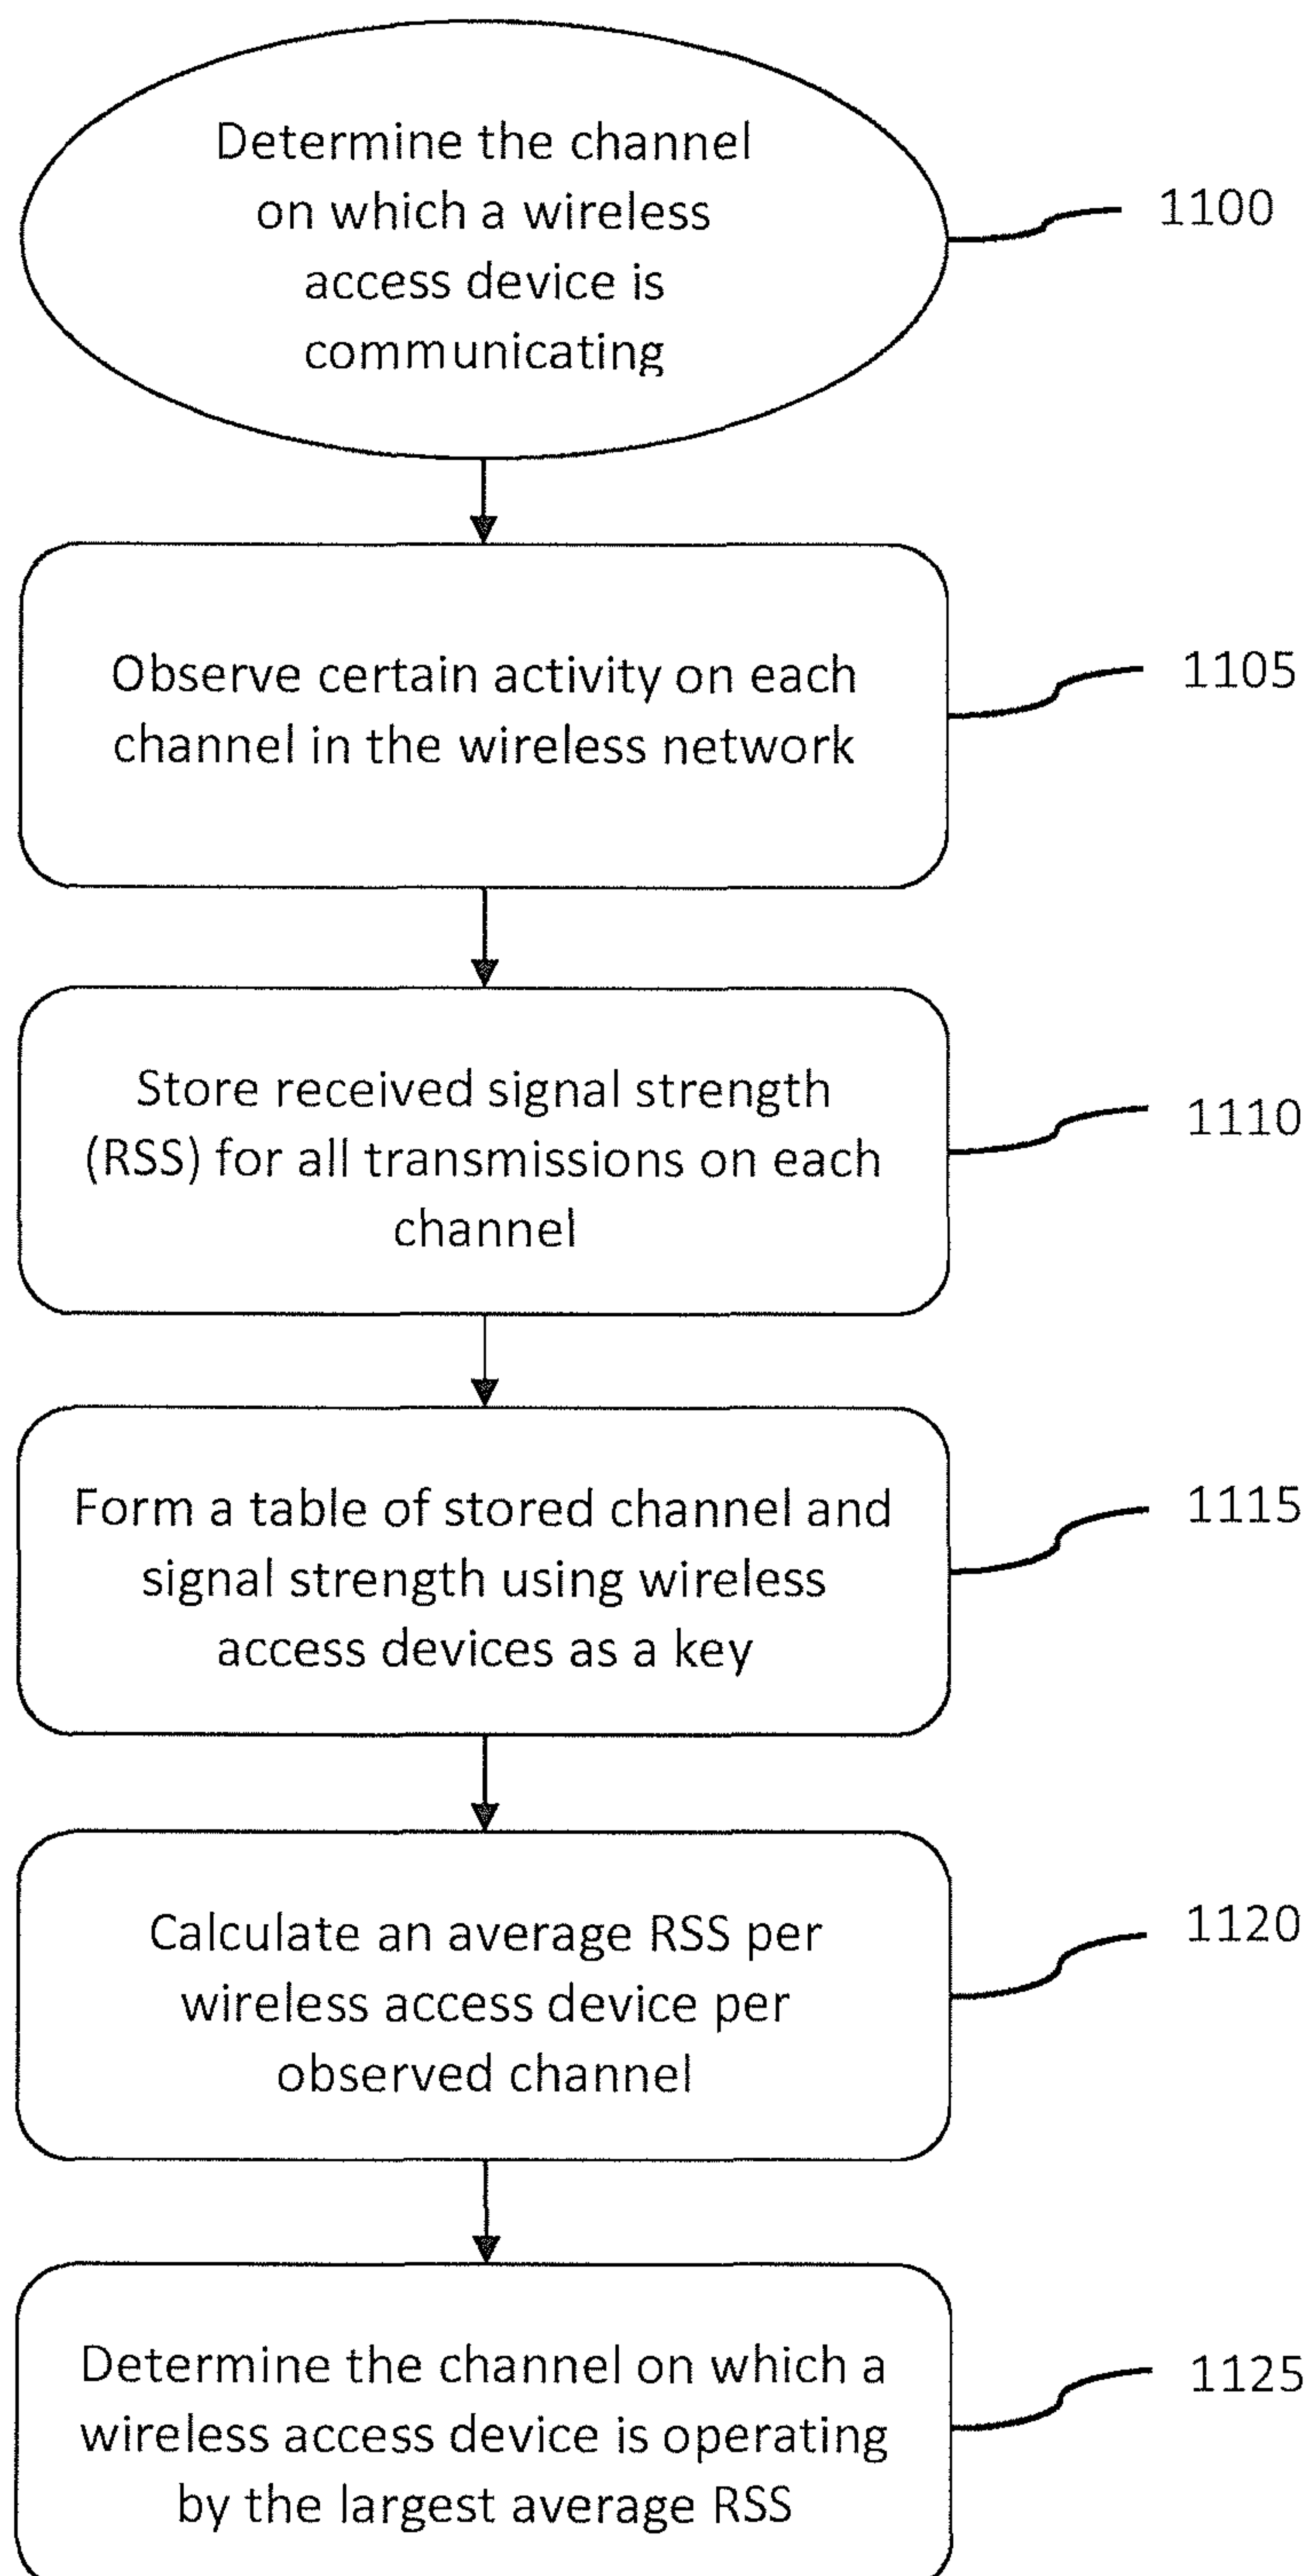 Determine the channel
on which a wireless
access device is
communicating
1100
Observe certain activity on each
channel in the wireless network
1105
Store received signal strength
(RSS) for all transmissions on each
channel
1110
Form a table of stored channel and
signal strength using wireless
access devices as a key
1115
Calculate an average RSS per
wireless access device per
observed channel
1120
Determine the channel on which a
wireless access device is operating
by the largest average RSS
1125